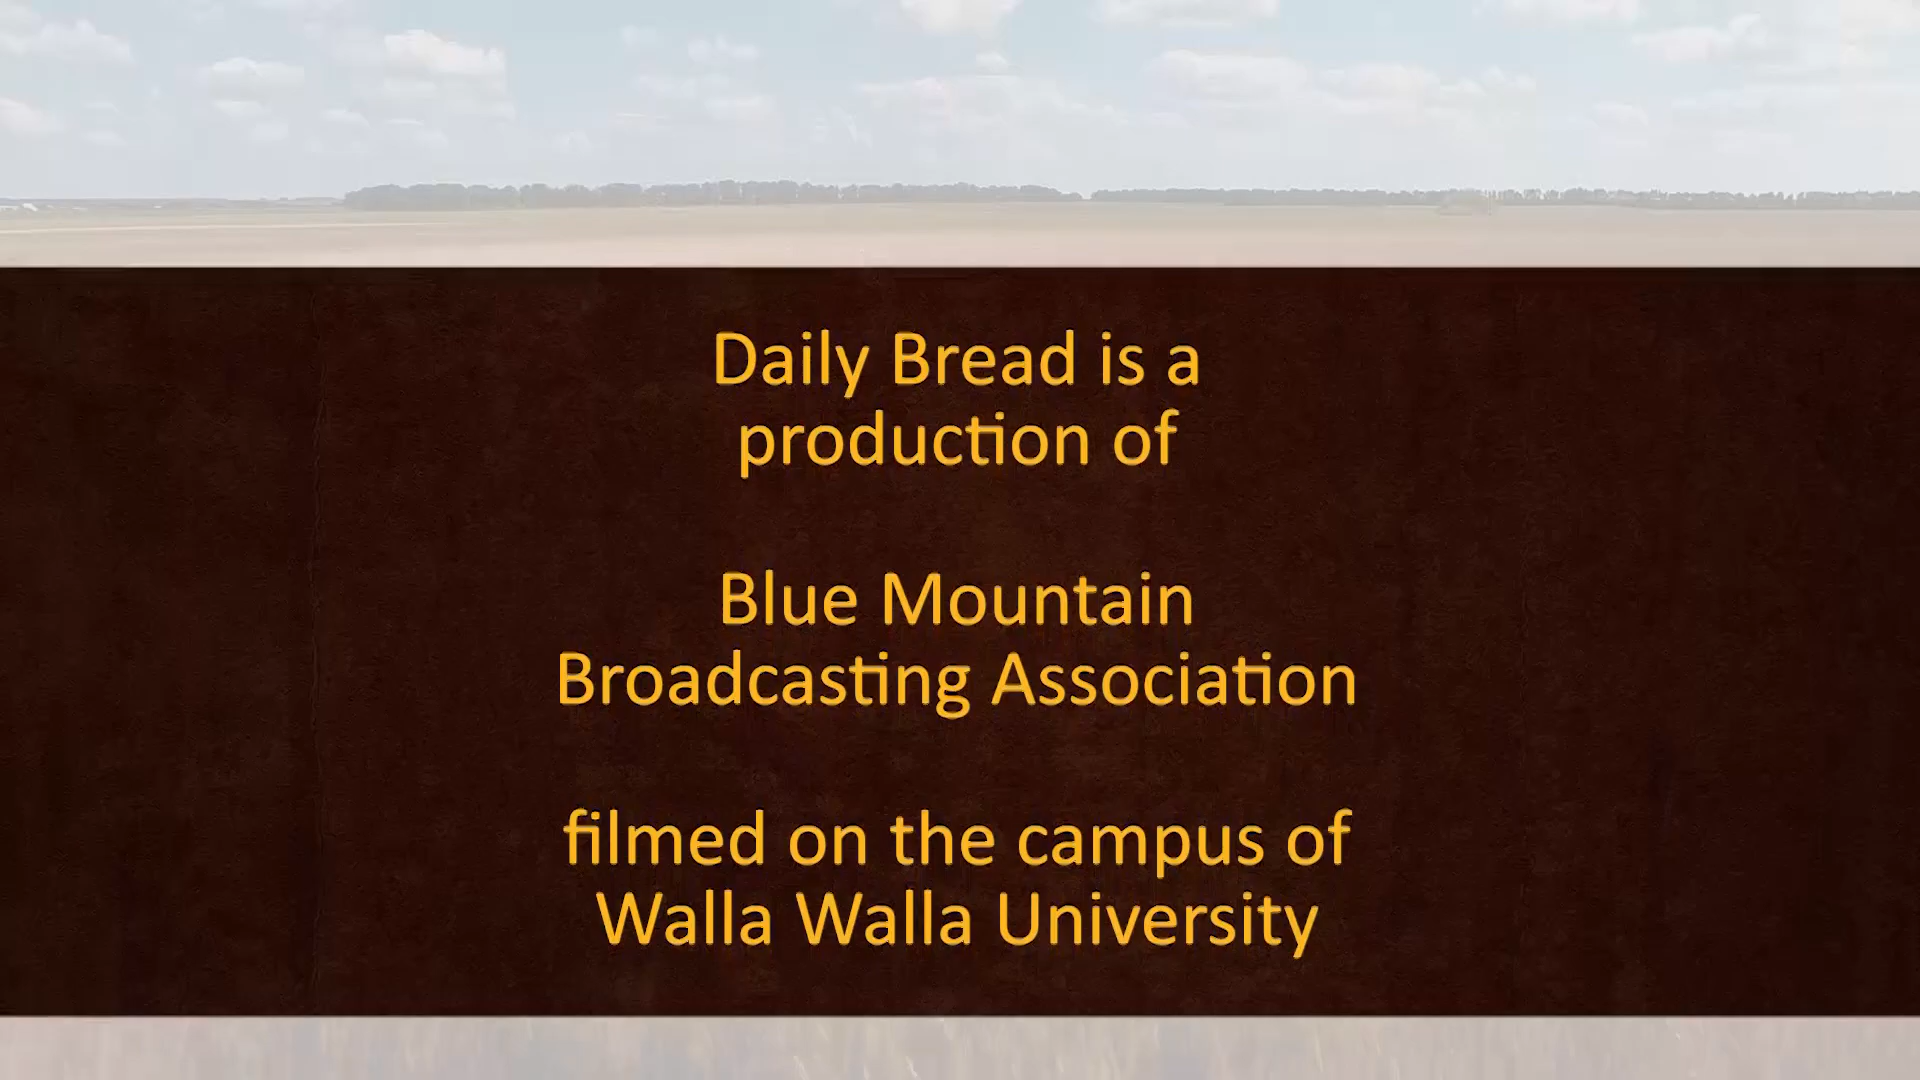 Daily Bread is a
production of
Blue Mountain
Broadcasting Association
filmed on the campus of
Walla Walla University